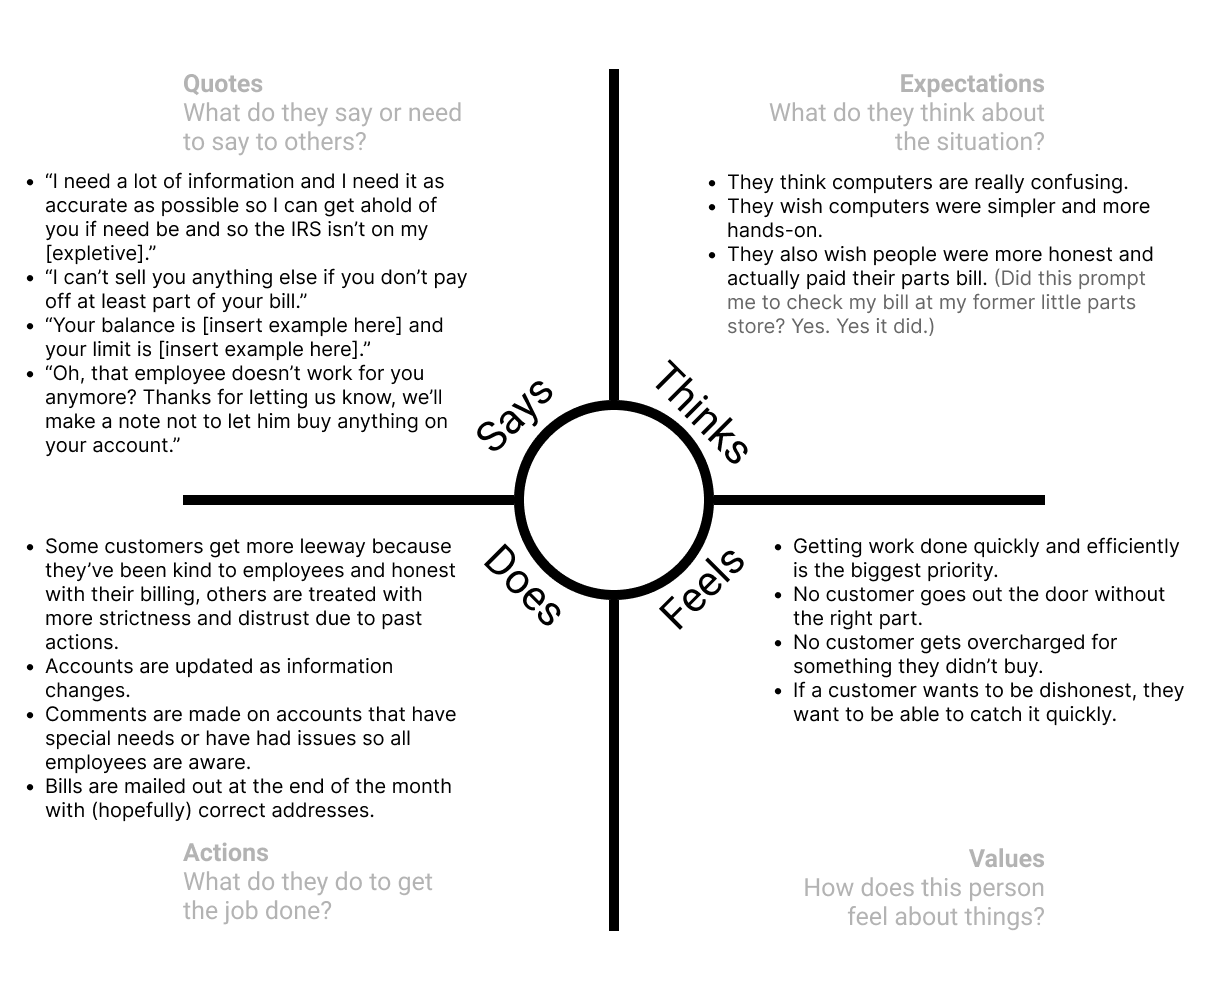 Quotes
What do they say or need
to say to others?
• “I need a lot of information and I need it as
accurate as possible so I can get ahold of
you if need be and so the IRS isn’t on my
[expletive].”
• “I can’t sell you anything else if you don’t pay
off at least part of your bill.”
• “Your balance is [insert example here] and
your limit is [insert example here].”
• “Oh, that employee doesn’t work for you
anymore? Thanks for letting us know, we’ll
make a note not to let him buy anything on
your account.”
Says
Expectations
What do they think about
the situation?
• They think computers are really confusing.
• They wish computers were simpler and more
hands-on.
• They also wish people were more honest and
actually paid their parts bill. (Did this prompt
me to check my bill at my former little parts
store? Yes. Yes it did.)
Thinks
Does
• Some customers get more leeway because
they’ve been kind to employees and honest
with their billing, others are treated with
more strictness and distrust due to past
actions.
• Accounts are updated as information
changes.
• Comments are made on accounts that have
special needs or have had issues so all
employees are aware.
• Bills are mailed out at the end of the month
with (hopefully) correct addresses.
Actions
What do they do to get
the job done?
Feels
• Getting work done quickly and efficiently
is the biggest priority.
• No customer goes out the door without
the right part.
• No customer gets overcharged for
something they didn’t buy.
• If a customer wants to be dishonest, they
want to be able to catch it quickly.
Values
How does this person
feel about things?